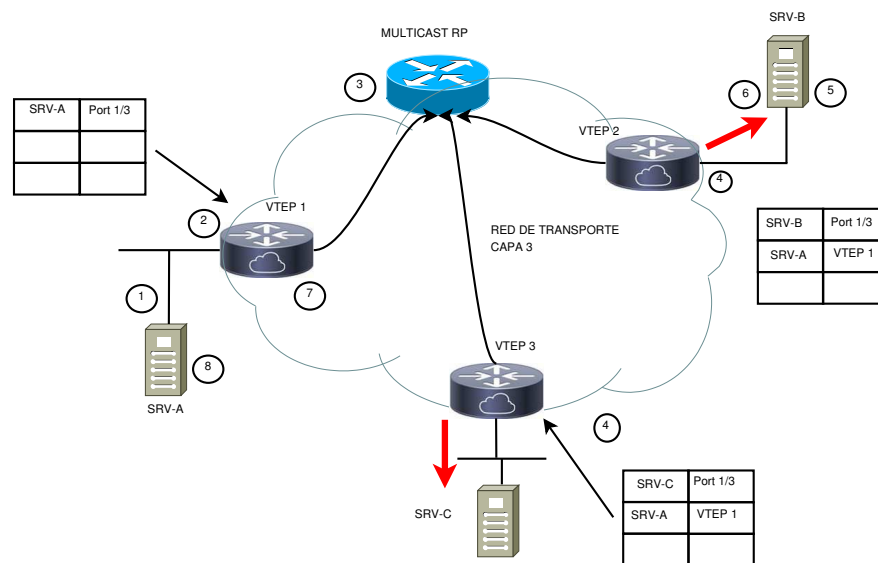 SRV-B
MULTICAST RP
3
6
5
SRV-A Port 1/3
VTEP 2
4
VTEP 1
2
RED DE TRANSPORTE
CAPA 3
SRV-B Port 1/3
SRV-A VTEP 1
1
7
8
SRV-A
VTEP 3
4
SRV-C Port 1/3
SRV-A VTEP 1
SRV-C